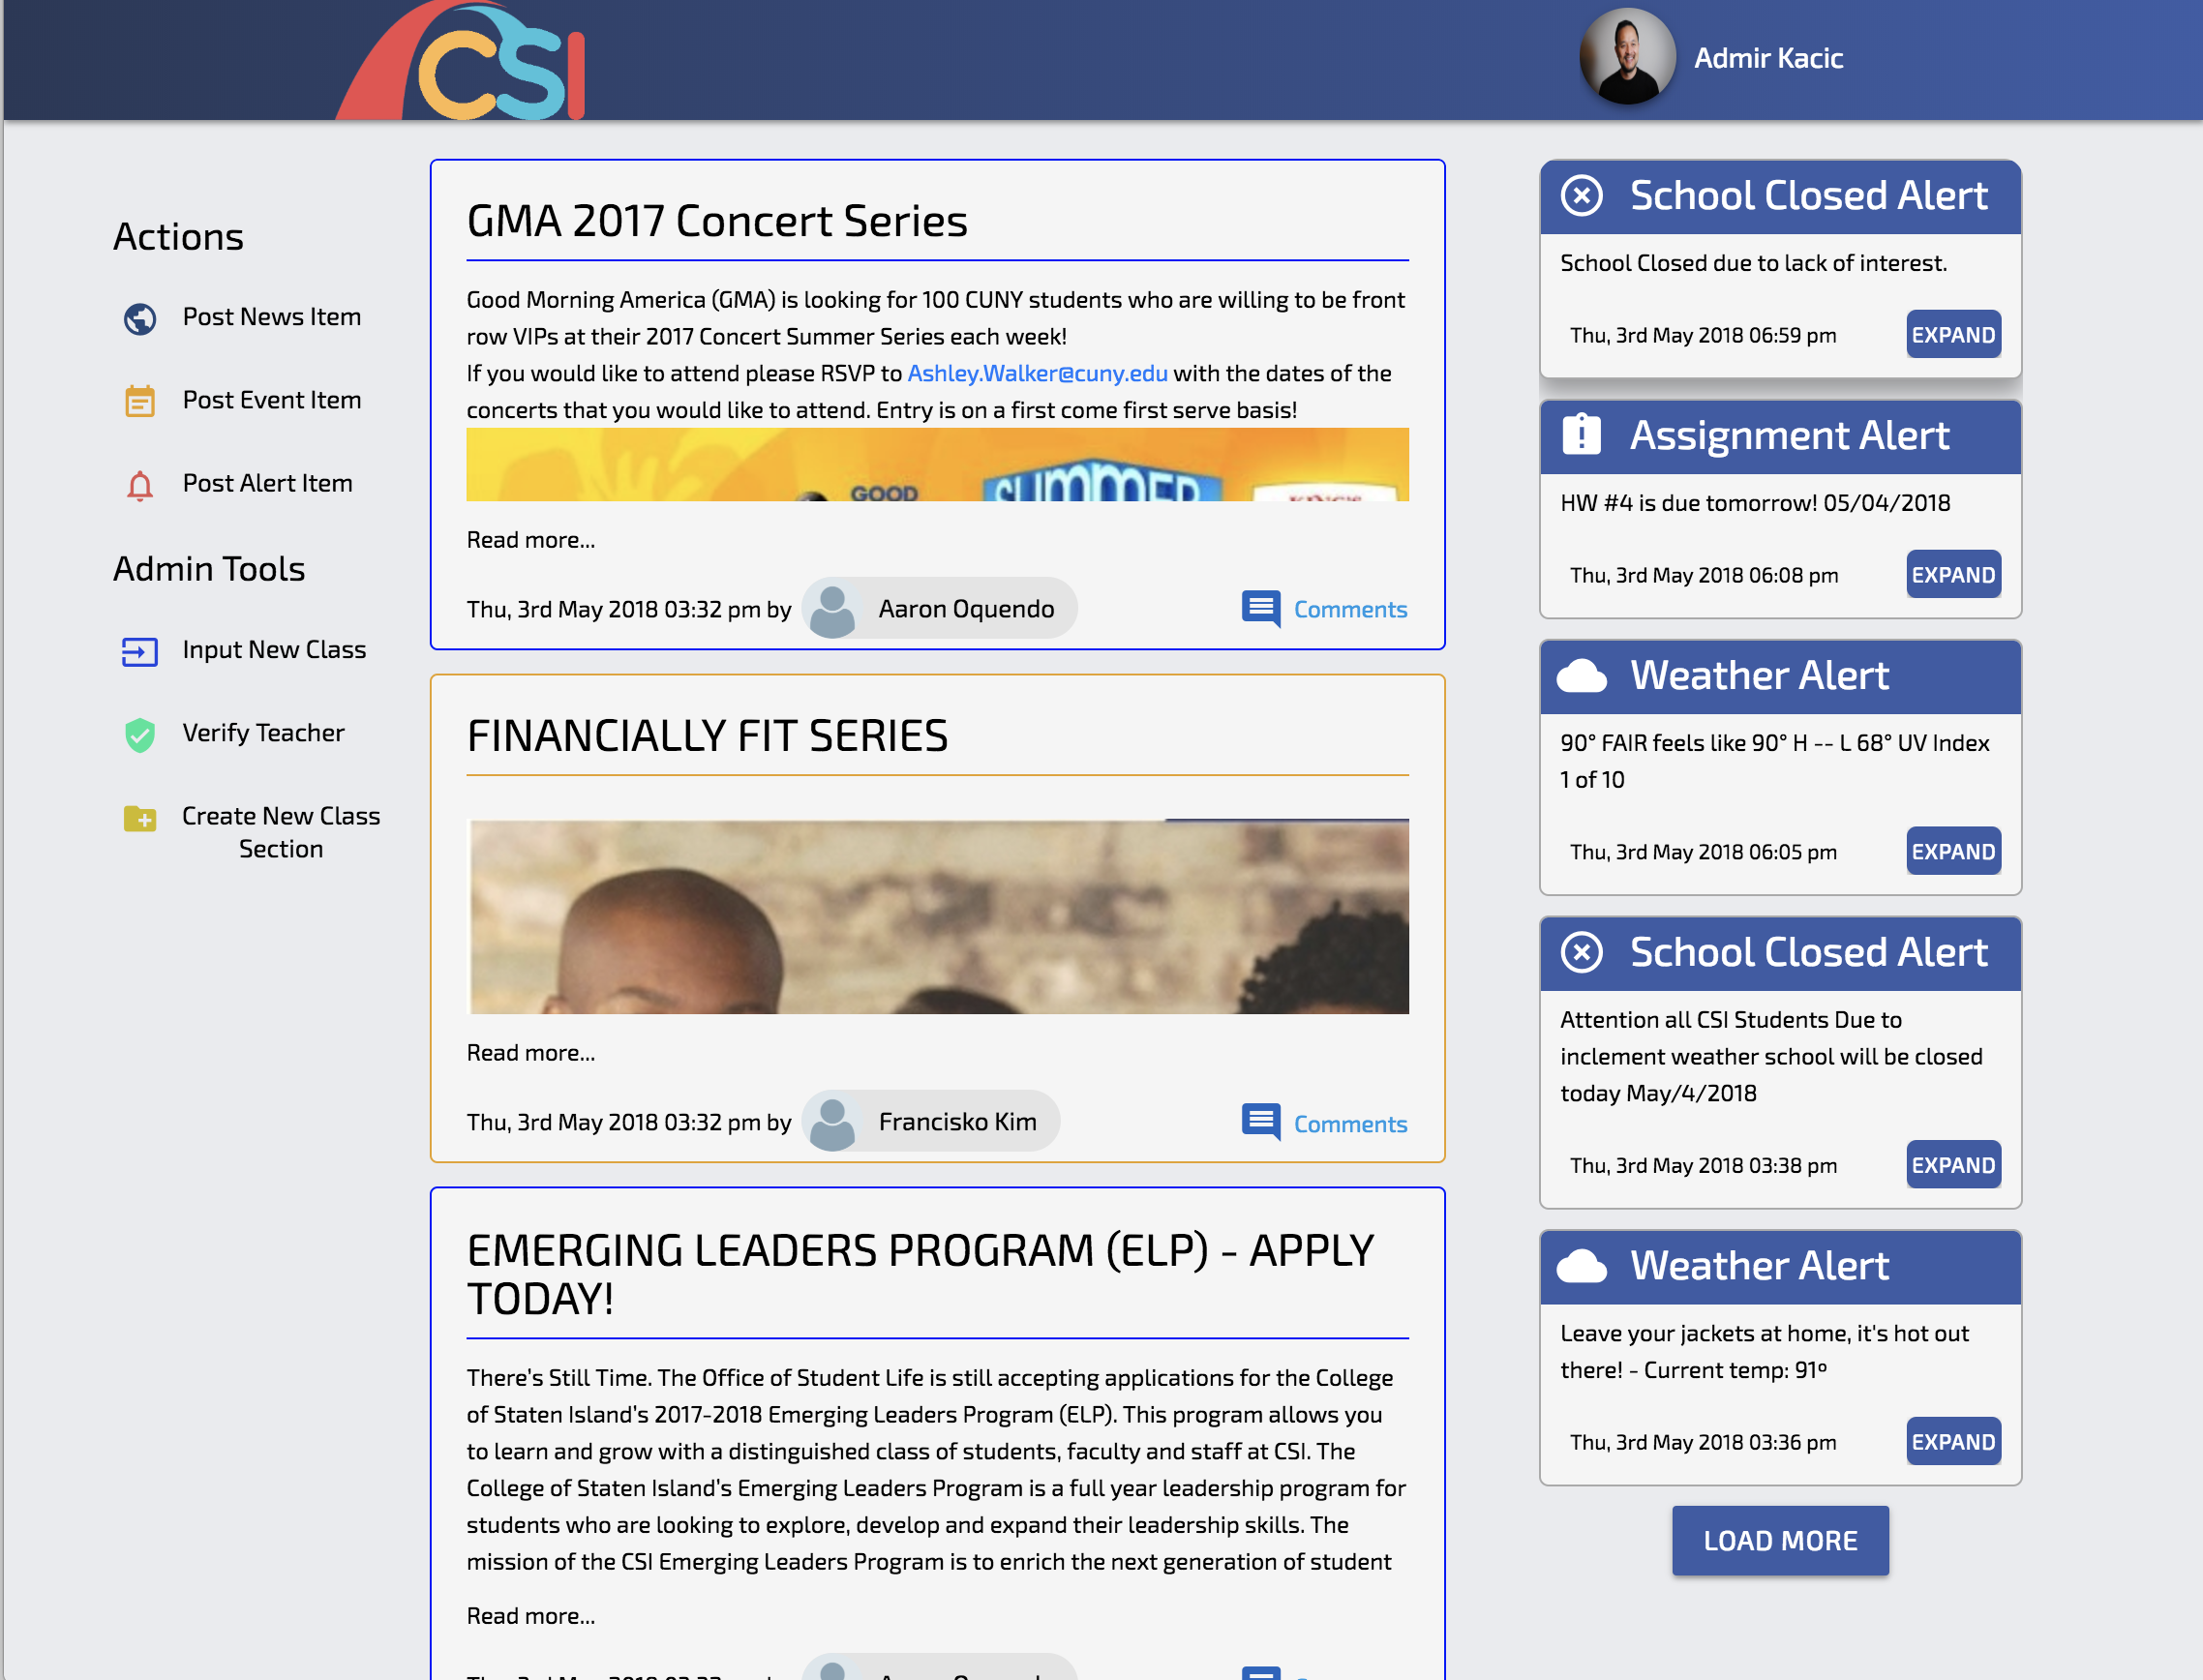 CSI
Admir Kacic
Actions
Post News Item
Post Event Item
Post Alert Item
Admin Tools
Input New Class
Verify Teacher
Create New Class
Section
GMA 2017 Concert Series
Good Morning America (GMA) is looking for 100 CUNY students who are willing to be front
row VIPs at their 2017 Concert Summer Series each week!
If you would like to attend please RSVP to Ashley.Walker@cuny.edu with the dates of the
concerts that you would like to attend. Entry is on a first come first serve basis!
GOOD
SUMMER
Read more...
Thu, 3rd May 2018 03:32 pm by Aaron Oquendo
Comments
FINANCIALLY FIT SERIES
Read more...
Thu, 3rd May 2018 03:32 pm by Francisko Kim
Comments
EMERGING LEADERS PROGRAM (ELP) - APPLY
TODAY!
There's Still Time. The Office of Student Life is still accepting applications for the College
of Staten Island's 2017-2018 Emerging Leaders Program (ELP). This program allows you
to learn and grow with a distinguished class of students, faculty and staff at CSI. The
College of Staten Island's Emerging Leaders Program is a full year leadership program for
students who are looking to explore, develop and expand their leadership skills. The
mission of the CSI Emerging Leaders Program is to enrich the next generation of student
Read more...
School Closed Alert
School Closed due to lack of interest.
Thu, 3rd May 2018 06:59 pm
EXPAND
Assignment Alert
HW #4 is due tomorrow! 05/04/2018
Thu, 3rd May 2018 06:08 pm
EXPAND
Weather Alert
90° FAIR feels like 90° H -- L 68° UV Index
1 of 10
Thu, 3rd May 2018 06:05 pm
EXPAND
School Closed Alert
Attention all CSI Students Due to
inclement weather school will be closed
today May/4/2018
Thu, 3rd May 2018 03:38 pm
EXPAND
Weather Alert
Leave your jackets at home, it's hot out
there! - Current temp: 91º
Thu, 3rd May 2018 03:36 pm
EXPAND
LOAD MORE